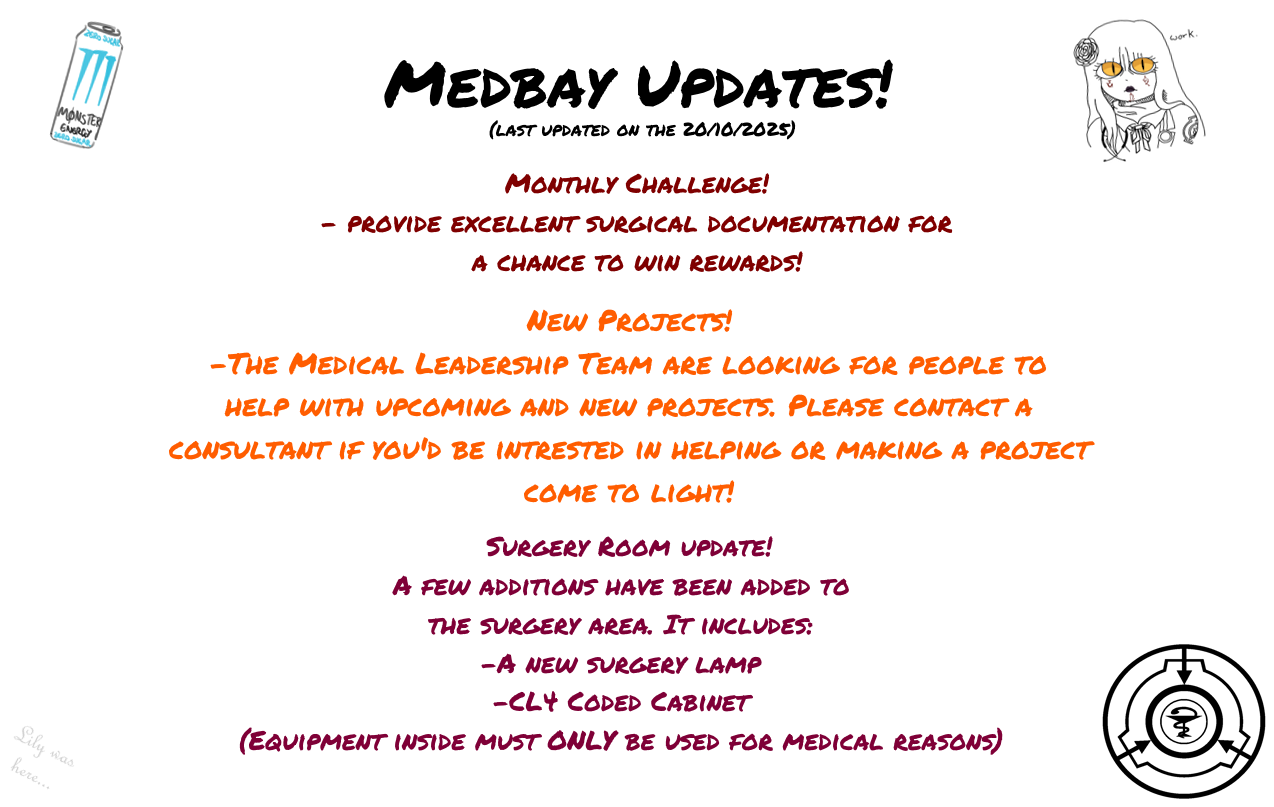 ZERO SUGAR
MONSTER
ENERGY
ZERO SUGAR
work.
Medbay Updates!
(last updated on the 20/10/2025)
Monthly Challenge!
- provide excellent surgical documentation for
a chance to win rewards!
New Projects!
-The Medical Leadership Team are looking for people to
help with upcoming and new projects. Please contact a
consultant if you'd be intrested in helping or making a project
come to light!
Surgery Room update!
A few additions have been added to
the surgery area. It includes:
-A new surgery lamp
-CL4 Coded Cabinet
(Equipment inside must ONLY be used for medical reasons)
Lily was
here...